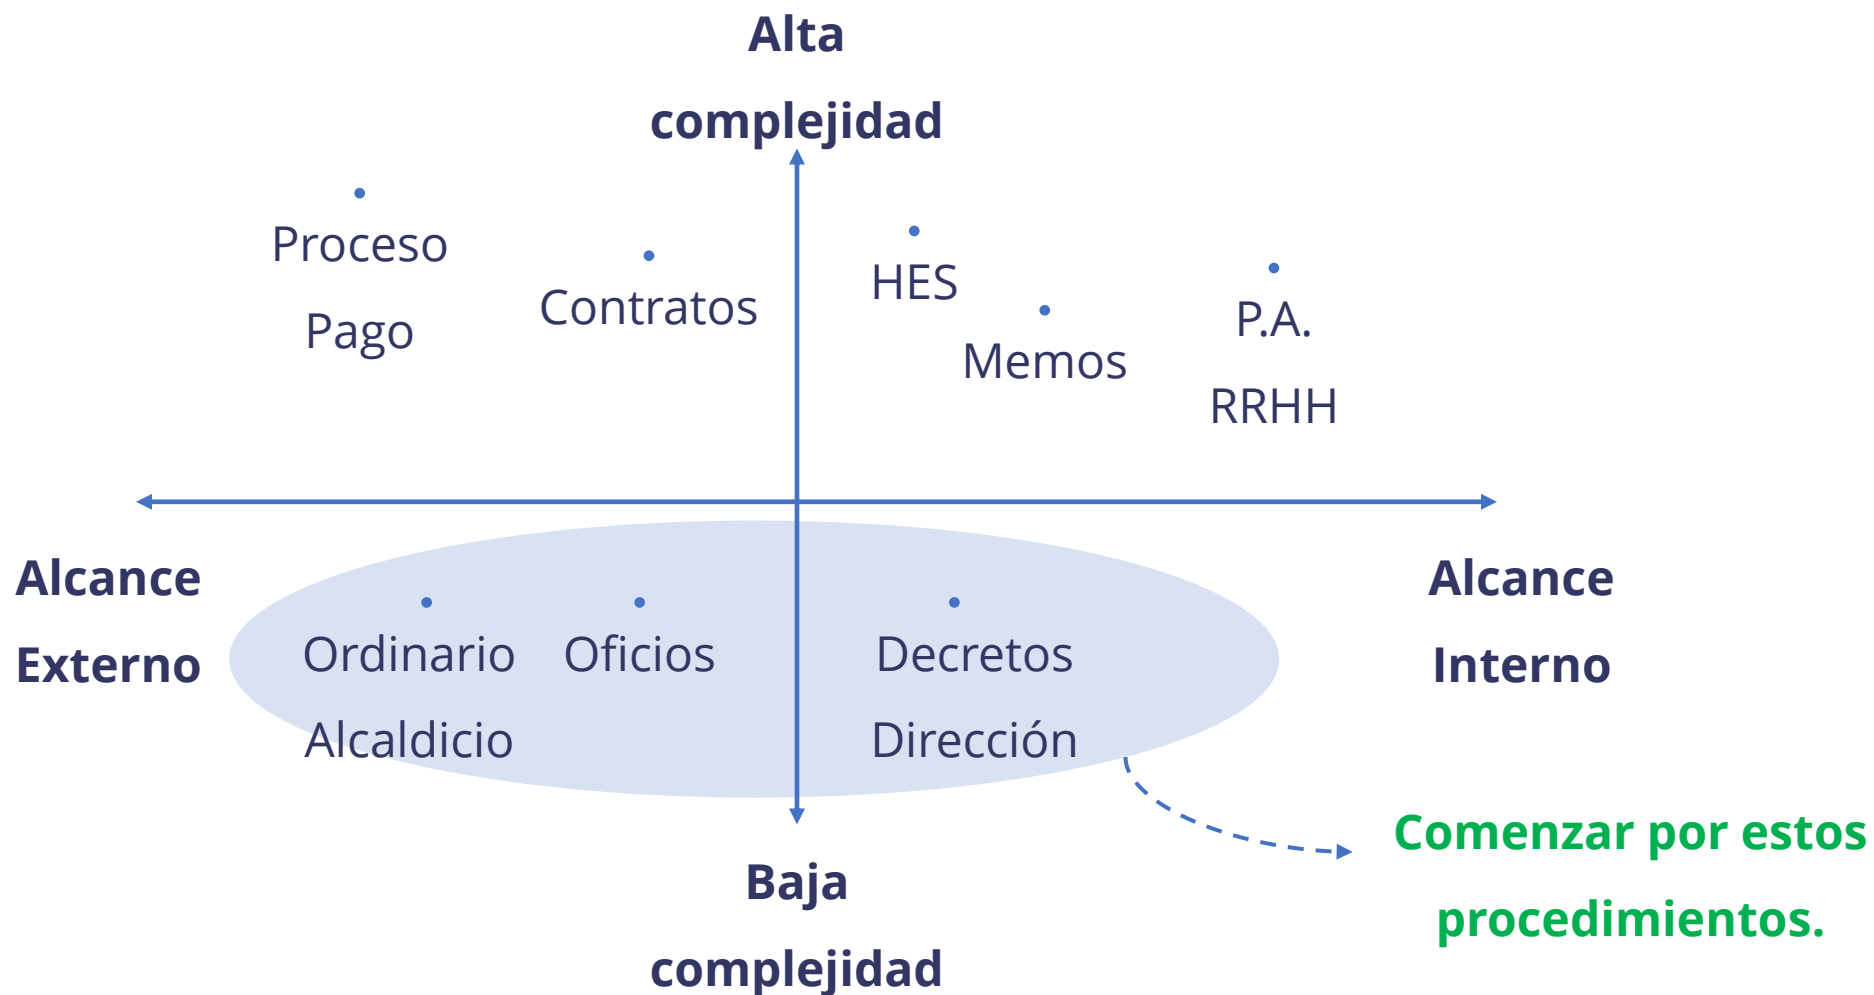 Alta
complejidad
Proceso
Pago
Contratos
HES
Memos
P.A.
RRHH
Alcance
Externo
Alcance
Interno
Ordinario
Alcaldicio
Oficios
Decretos
Dirección
Comenzar por estos
procedimientos.
Baja
complejidad